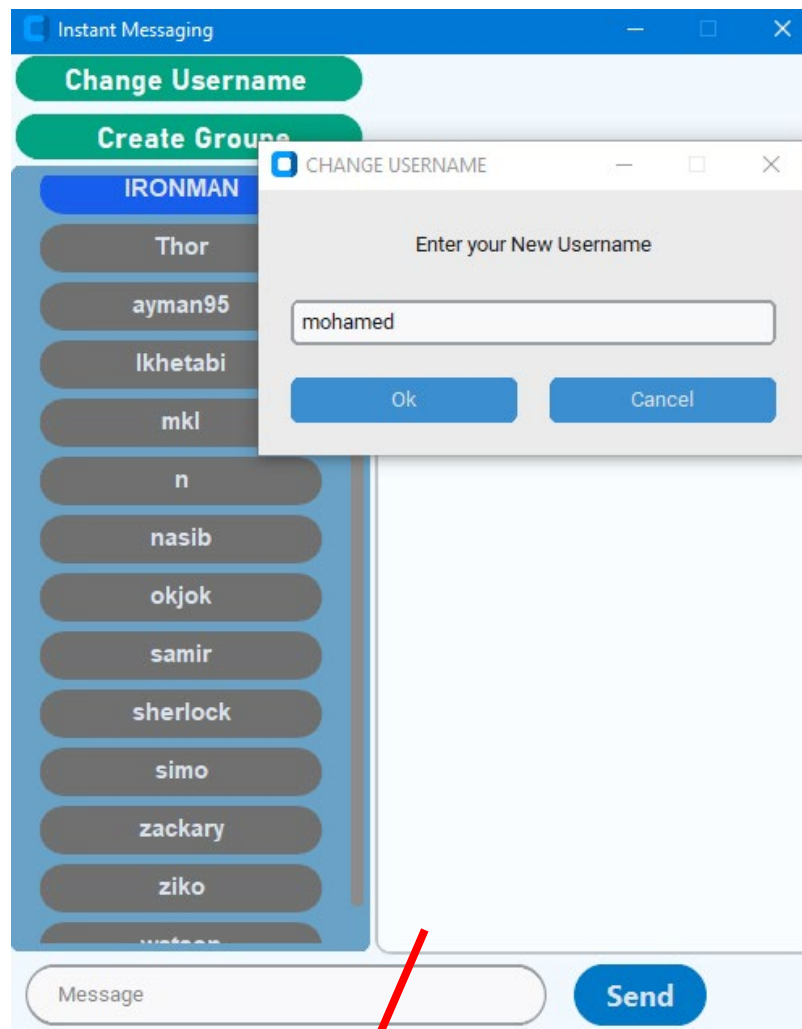 Instant Messaging
Change Username
Create Groupe
CHANGE USERNAME
Enter your New Username
mohamed
Ok
Cancel
IRONMAN
Thor
ayman95
lkhetabi
mkl
n
nasib
okjok
samir
sherlock
simo
zackary
ziko
Message
Send